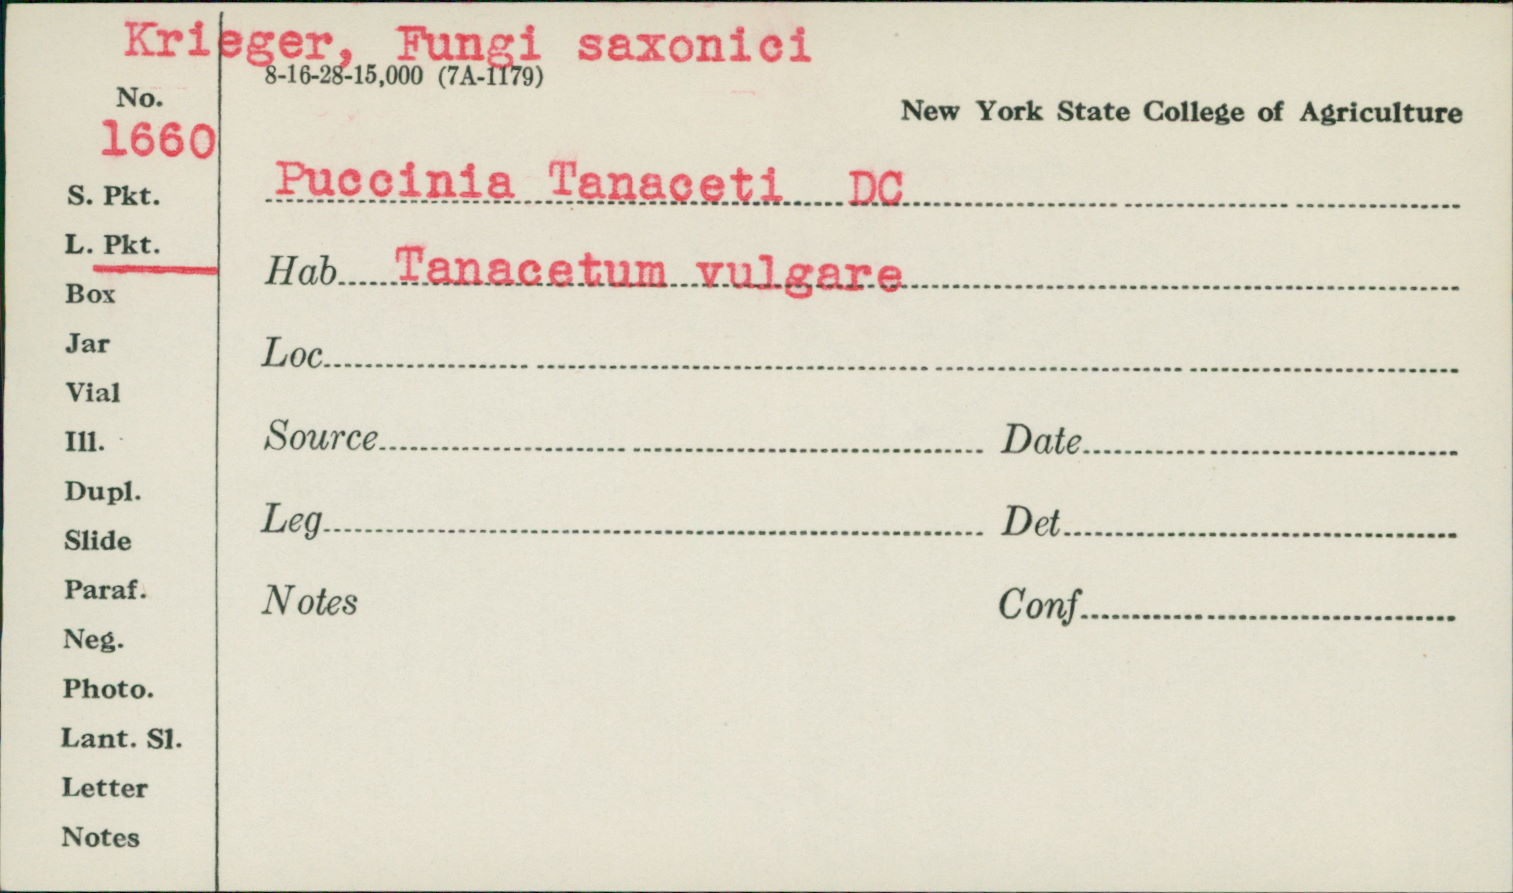 Krieger, Fungi saxonici
8-16-28-15,000 (7A-1179)
No.
1660
New York State College of Agriculture
S. Pkt.
Puccinia Tanaceti DC
L. Pkt.
Hab Tanacetum vulgare
Box
Jar
Loc
Vial
Ill.
Source Date
Dupl.
Slide
Leg Det
Paraf.
Notes Conf
Neg.
Photo.
Lant. Sl.
Letter
Notes